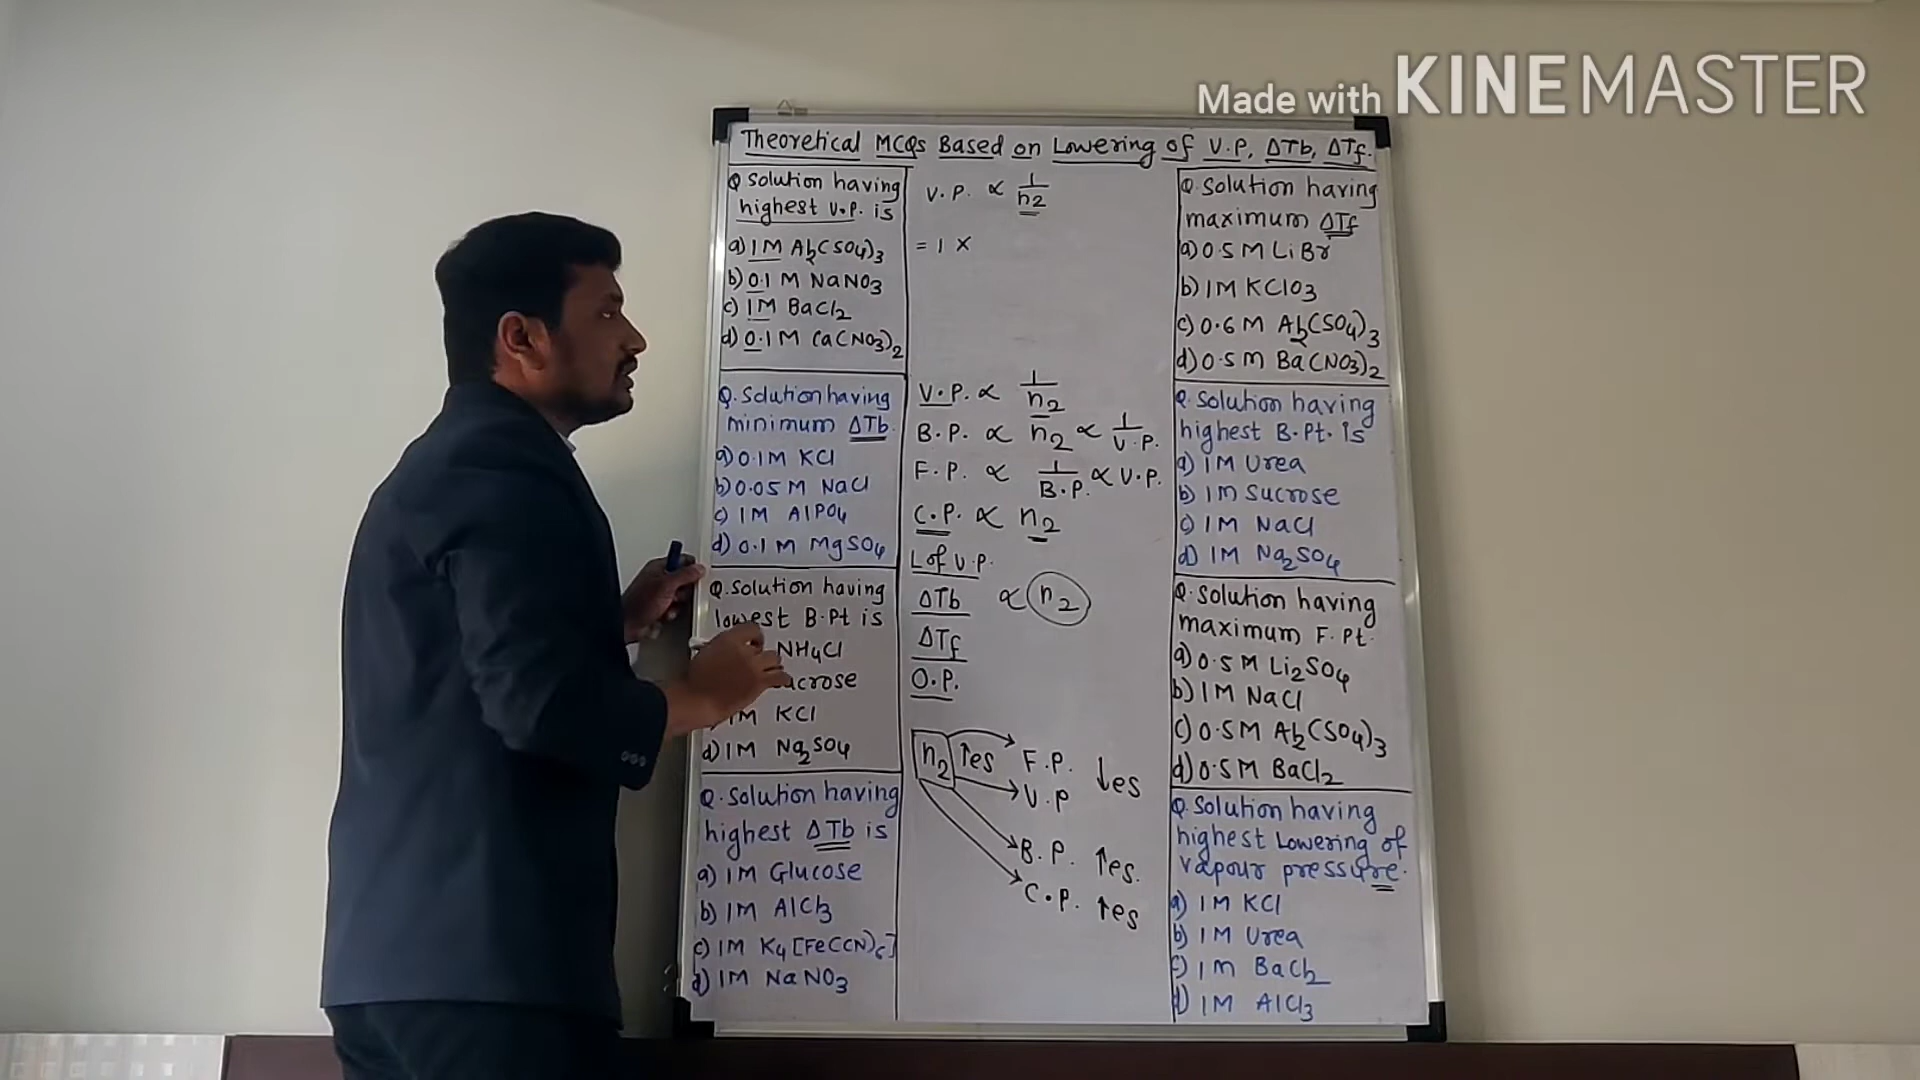 Made with KINEMASTER
Theoretical MCQs Based on Lowering of V.P, ΔTb, ΔTf.
Q Solution having
highest V.P. is
a) 1M Al2(SO4)3
b) 0.1 M NaNO3
c) 1M BaCl2
d) 0.1M Ca(NO3)2
Q. Solution having
minimum ΔTb.
a) 0.1M KCl
b) 0.05 M NaCl
c) 1M AlPO4
d) 0.1M MgSO4
Q. Solution having
lowest B.Pt is
NH4Cl
sucrose
1M KCl
d) 1M Na2SO4
Q. Solution having
highest ΔTb is
a) 1M Glucose
b) 1M AlCl3
c) 1M K4[Fe(CN)6]
d) 1M NaNO3
V.P. ∝ 1/n2
= 1 ×
V.P. ∝ 1/n2
B.P. ∝ n2 ∝ 1/V.P.
F.P. ∝ 1/B.P. ∝ V.P.
C.P. ∝ n2
L of V.P.
ΔTb ∝ n2
ΔTf
O.P.
n2 ↑es F.P. ↓es
V.P
B.P. ↑es.
C.P. ↑es
Q. Solution having
maximum ΔTf
a) 0.5 M LiBr
b) 1M KClO3
c) 0.6 M Al2(SO4)3
d) 0.5 M Ba(NO3)2
Q. Solution having
highest B.Pt. is
a) 1M Urea
b) 1M Sucrose
c) 1M NaCl
d) 1M Na2SO4
Q. Solution having
maximum F.Pt.
a) 0.5 M Li2SO4
b) 1M NaCl
c) 0.5M Al2(SO4)3
d) 0.5M BaCl2
Q. Solution having
highest Lowering of
vapour pressure.
a) 1M KCl
b) 1M Urea
c) 1M BaCl2
d) 1M AlCl3